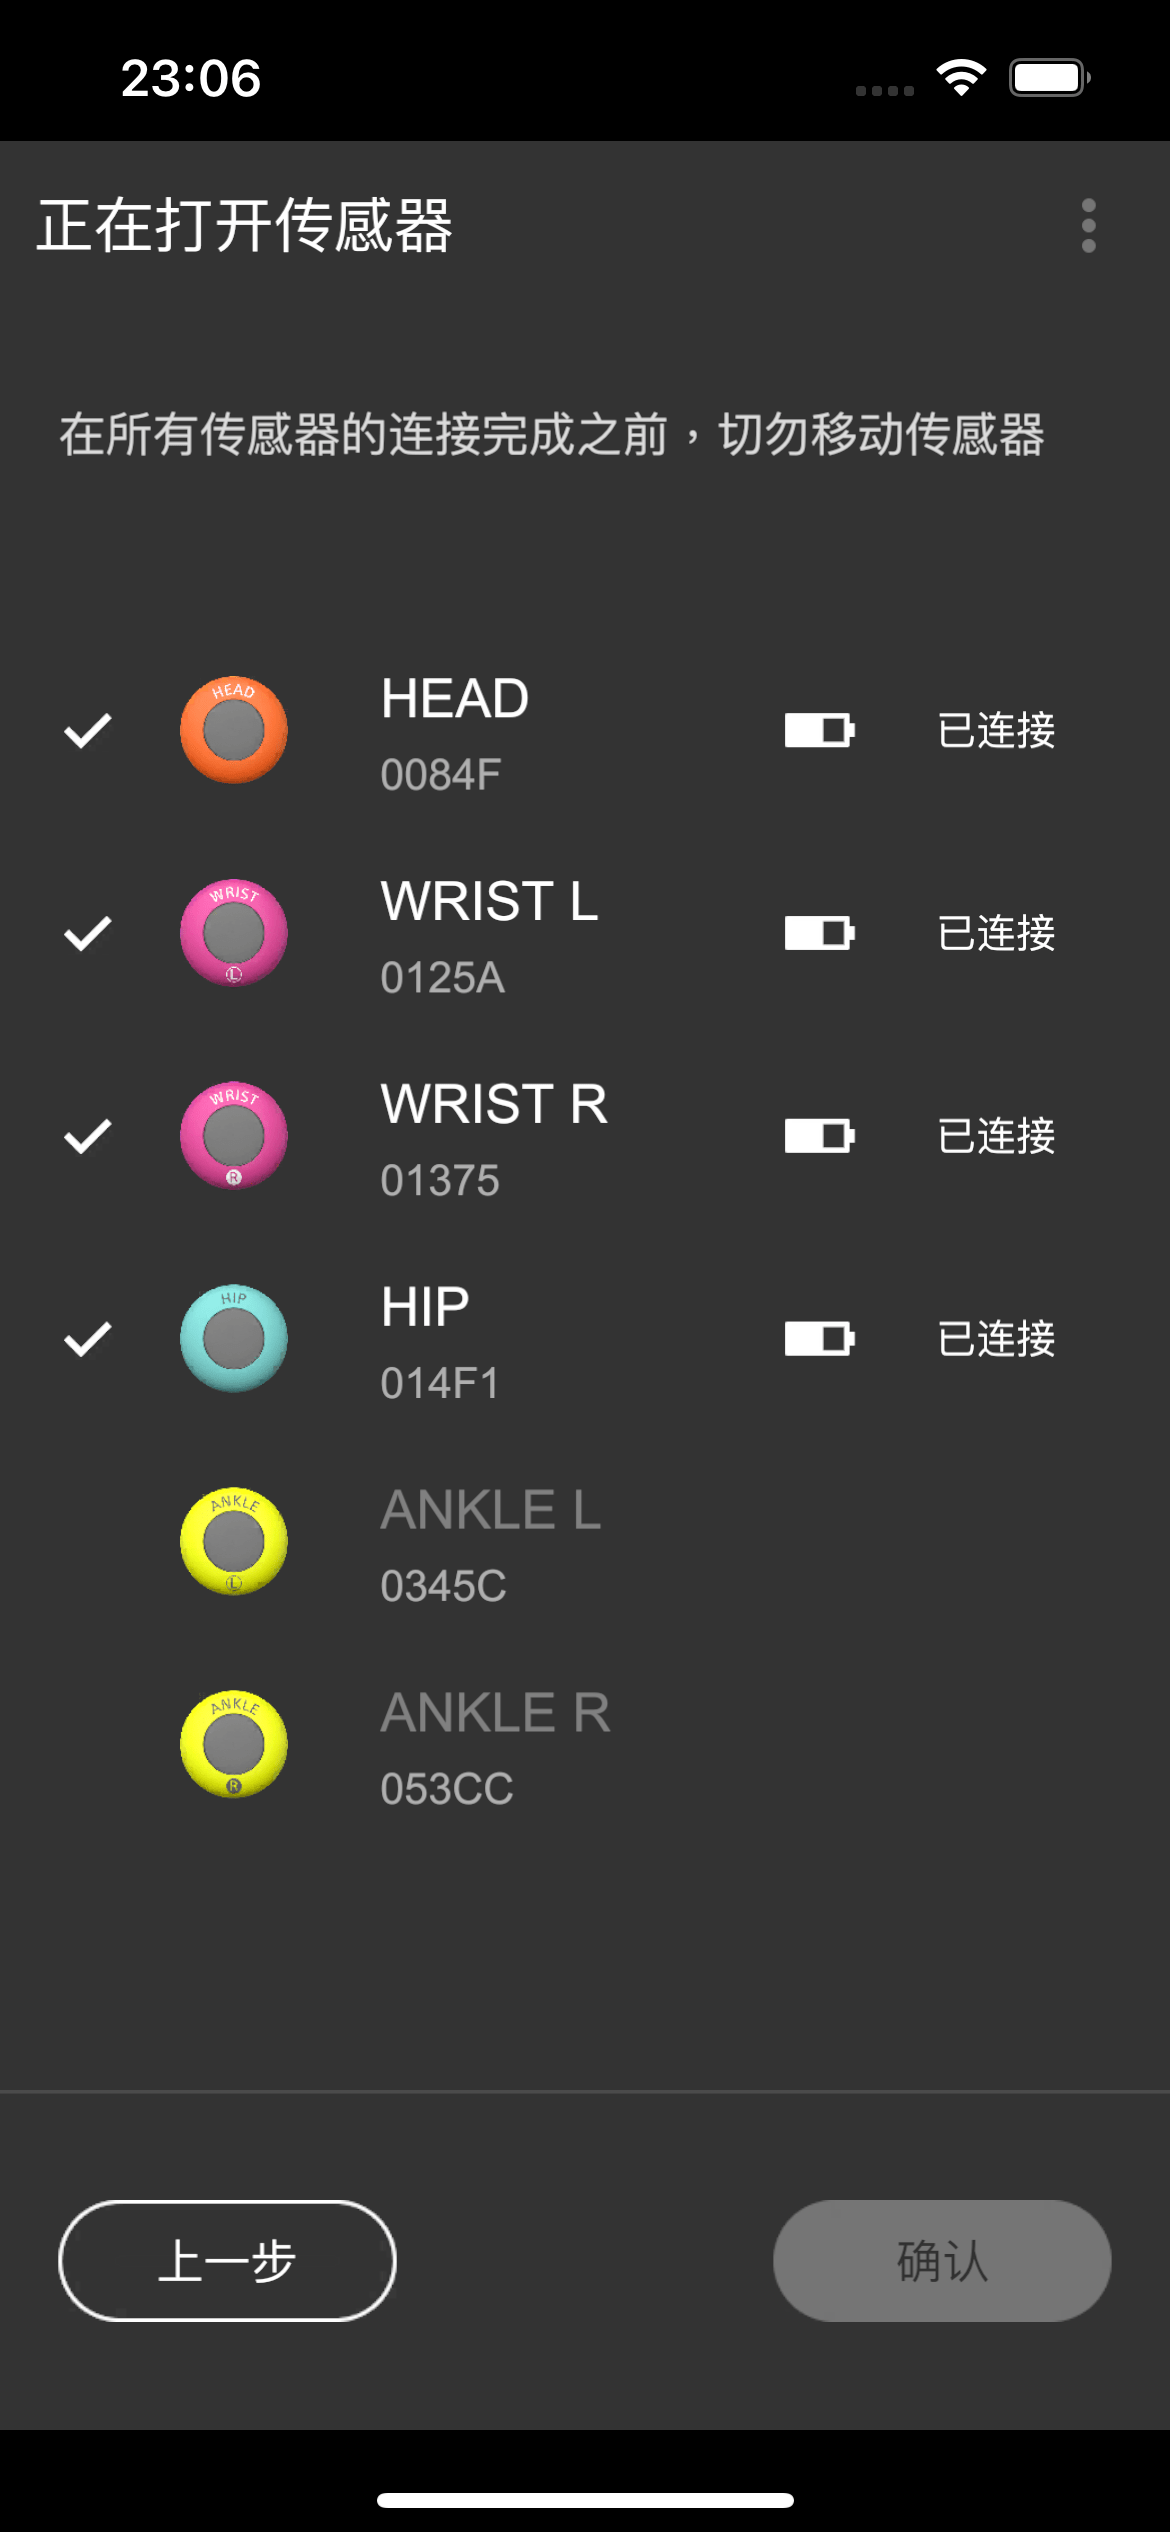 23:06
正在打开传感器
在所有传感器的连接完成之前，切勿移动传感器
HEAD
HEAD
0084F
已连接
WRIST
L
WRIST L
0125A
已连接
WRIST
R
WRIST R
01375
已连接
HIP
HIP
014F1
已连接
ANKLE
L
ANKLE L
0345C
ANKLE
R
ANKLE R
053CC
上一步
确认